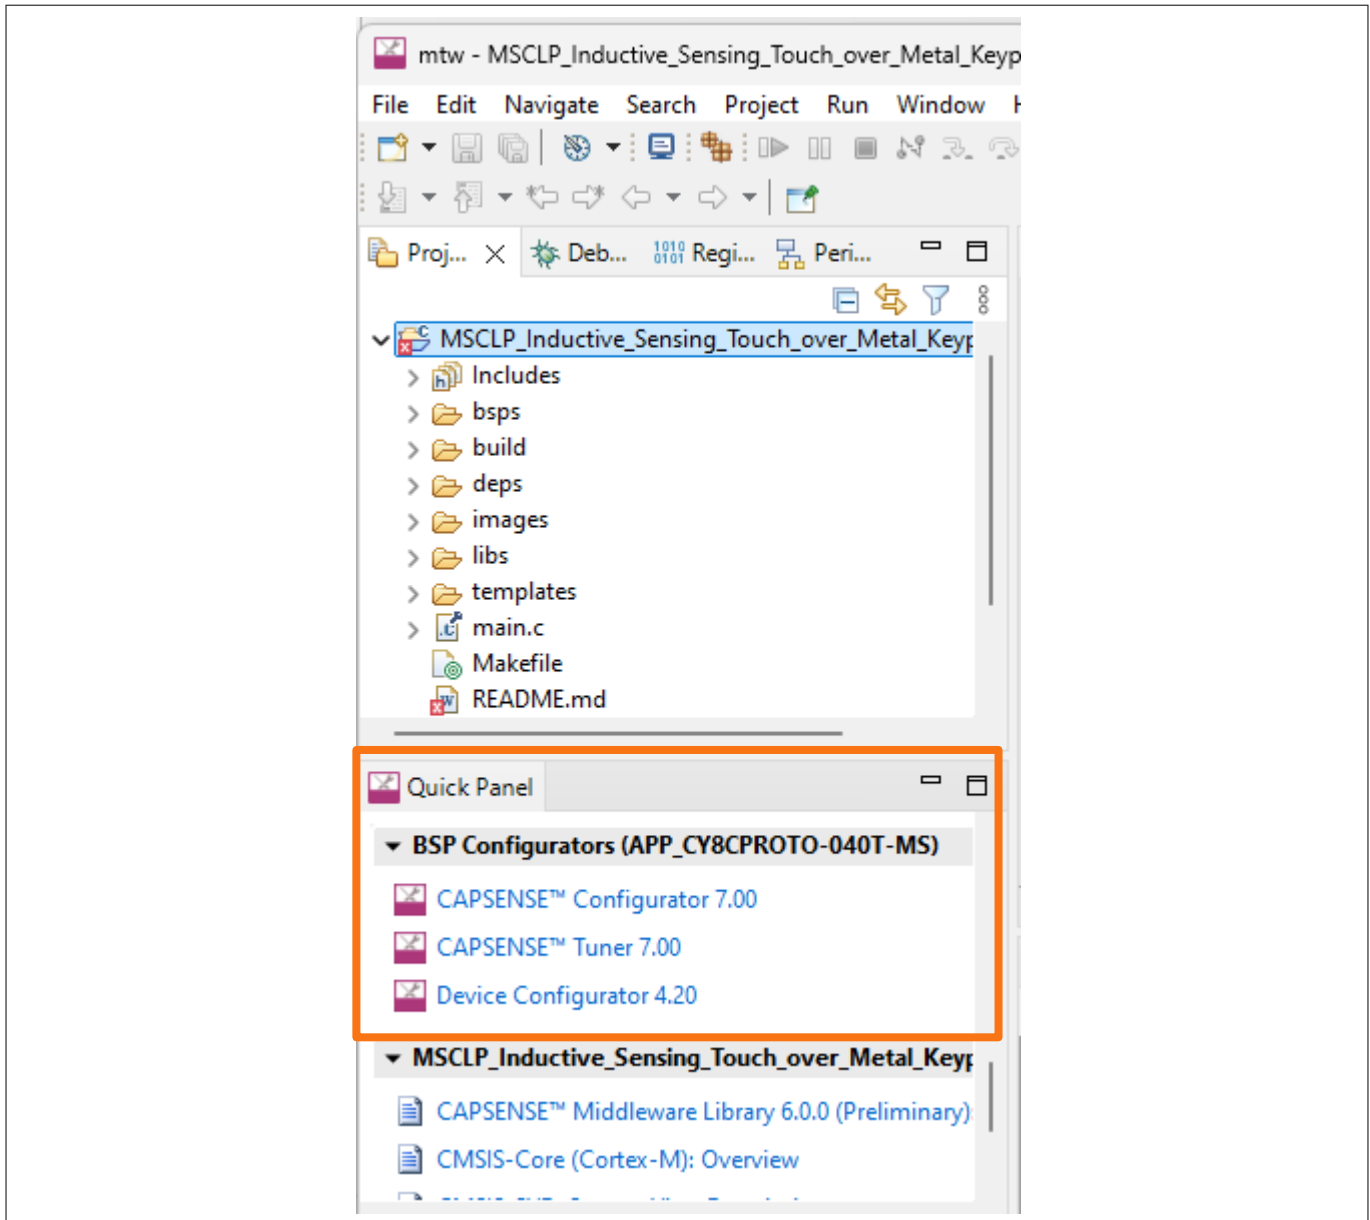 mtw - MSCLP_Inductive_Sensing_Touch_over_Metal_Keyp
File Edit Navigate Search Project Run Window
Proj... Deb... Regi... Peri...
MSCLP_Inductive_Sensing_Touch_over_Metal_Keyp
Includes
bsps
build
deps
images
libs
templates
main.c
Makefile
README.md
Quick Panel
BSP Configurators (APP_CY8CPROTO-040T-MS)
CAPSENSE™ Configurator 7.00
CAPSENSE™ Tuner 7.00
Device Configurator 4.20
MSCLP_Inductive_Sensing_Touch_over_Metal_Keyp
CAPSENSE™ Middleware Library 6.0.0 (Preliminary):
CMSIS-Core (Cortex-M): Overview